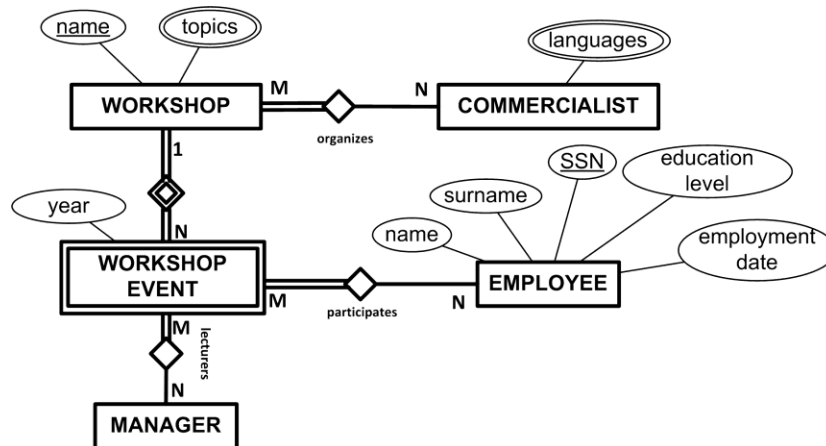 name
topics
languages
WORKSHOP
M
N
COMMERCIALIST
organizes
1
SSN
education
level
surname
year
name
employment
date
N
WORKSHOP
EVENT
M
N
EMPLOYEE
participates
M
lecturers
N
MANAGER